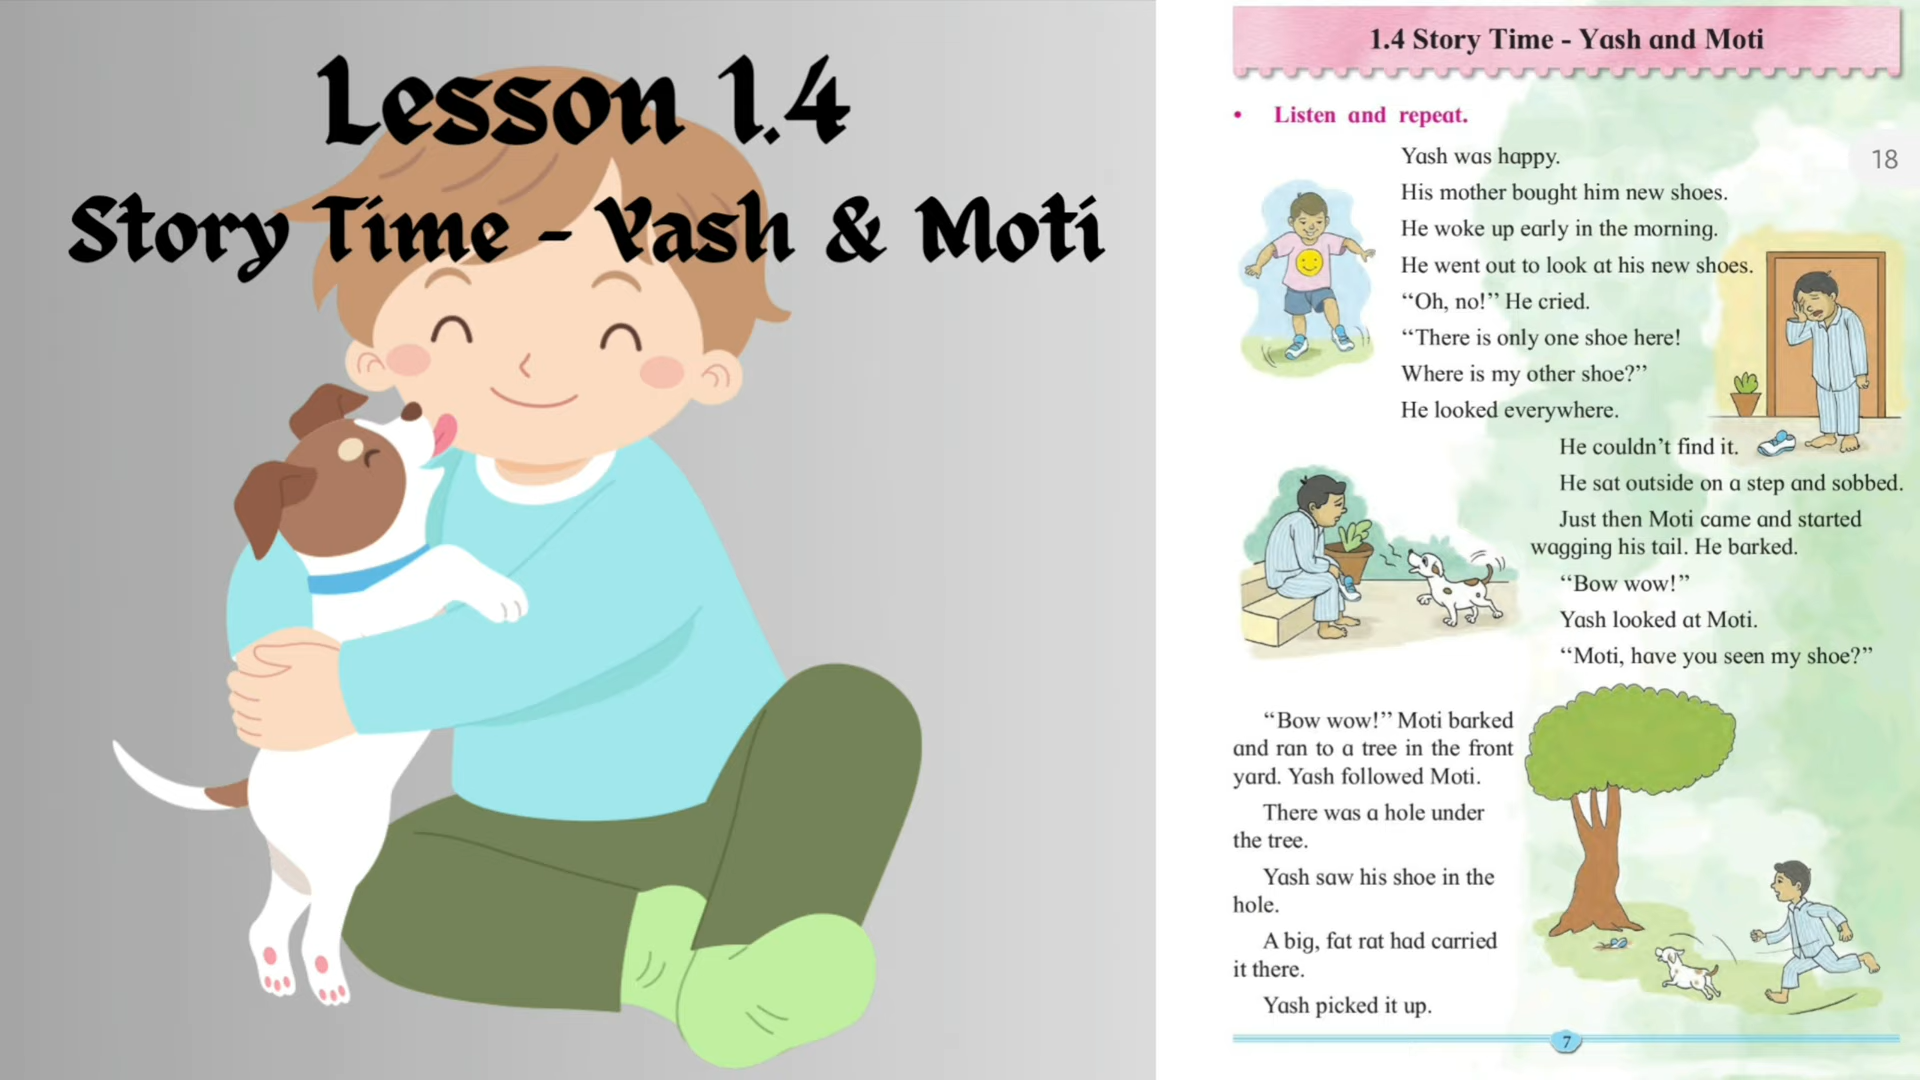 Lesson 1.4
Story Time - Yash & Moti
1.4 Story Time - Yash and Moti
• Listen and repeat.
18
Yash was happy.
His mother bought him new shoes.
He woke up early in the morning.
He went out to look at his new shoes.
“Oh, no!” He cried.
“There is only one shoe here!
Where is my other shoe?”
He looked everywhere.
He couldn’t find it.
He sat outside on a step and sobbed.
Just then Moti came and started
wagging his tail. He barked.
“Bow wow!”
Yash looked at Moti.
“Moti, have you seen my shoe?”
“Bow wow!” Moti barked
and ran to a tree in the front
yard. Yash followed Moti.
There was a hole under
the tree.
Yash saw his shoe in the
hole.
A big, fat rat had carried
it there.
Yash picked it up.
7